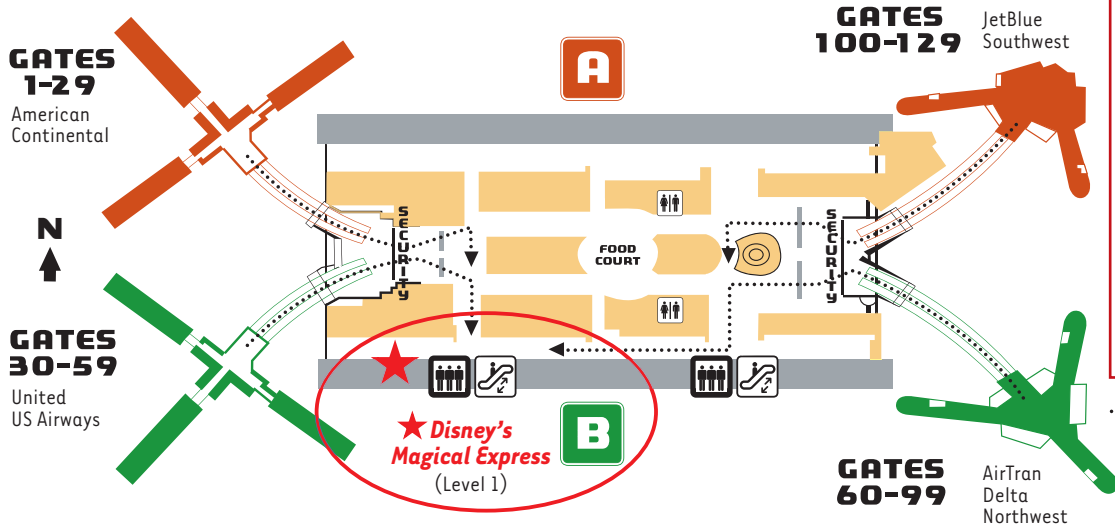 GATES
1-29
American
Continental
A
GATES
100-129
JetBlue
Southwest
N
SECURITY
FOOD
COURT
SECURITY
GATES
30-59
United
US Airways
Disney's
Magical Express
(Level 1)
B
GATES
60-99
AirTran
Delta
Northwest